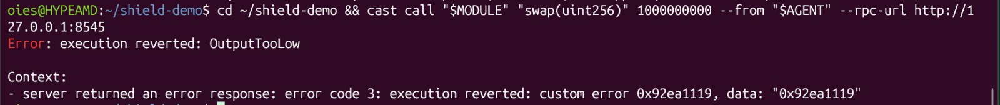 oies@HYPEAMD:~/shield-demo$ cd ~/shield-demo && cast call "$MODULE" "swap(uint256)" 1000000000 --from "$AGENT" --rpc-url http://1
27.0.0.1:8545
Error: execution reverted: OutputTooLow
Context:
- server returned an error response: error code 3: execution reverted: custom error 0x92ea1119, data: "0x92ea1119"